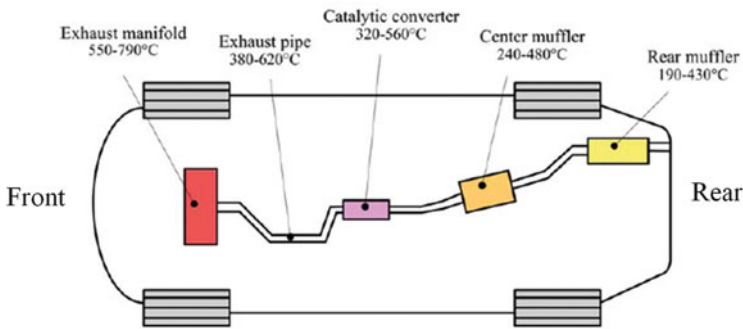 Exhaust manifold
550-790°C
Exhaust pipe
380-620°C
Catalytic converter
320-560°C
Center muffler
240-480°C
Rear muffler
190-430°C
Front
Rear